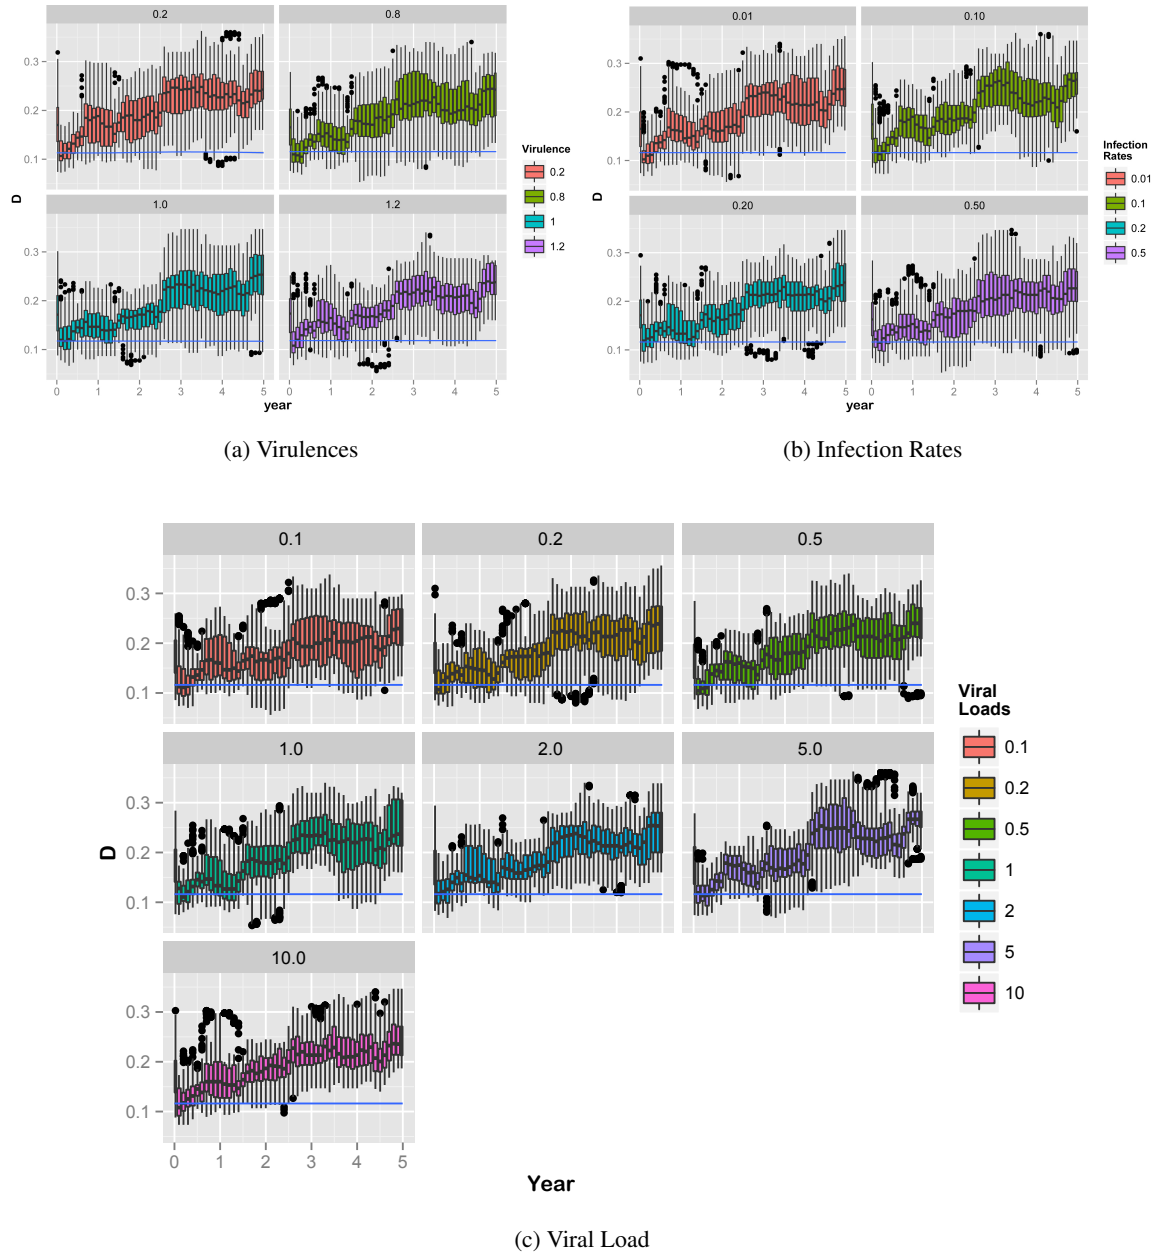 0.2 0.8
0.3
0.2
0.1
1.0 1.2
0.3
0.2
0.1
D
0 1 2 3 4 5 0 1 2 3 4 5
year
Virulence
0.2
0.8
1
1.2
(a) Virulences
0.01 0.10
0.3
0.2
0.1
0.20 0.50
0.3
0.2
0.1
D
0 1 2 3 4 5 0 1 2 3 4 5
year
Infection
Rates
0.01
0.1
0.2
0.5
(b) Infection Rates
0.1 0.2 0.5
0.3
0.2
0.1
1.0 2.0 5.0
0.3
0.2
0.1
D
10.0
0.3
0.2
0.1
0 1 2 3 4 5
Year
Viral
Loads
0.1
0.2
0.5
1
2
5
10
(c) Viral Load